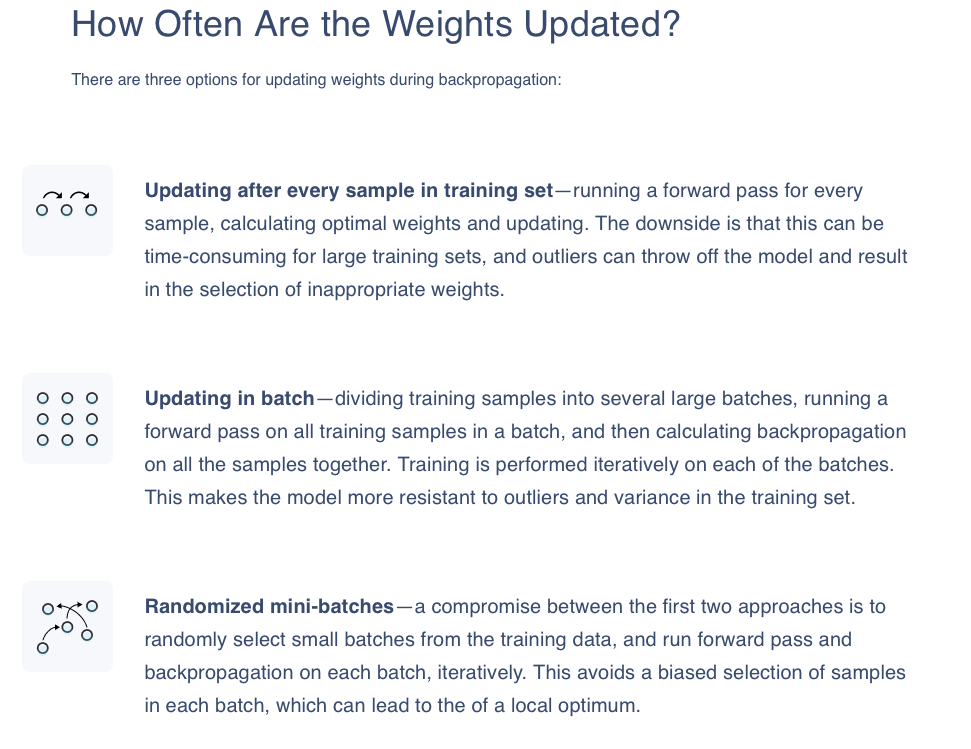 How Often Are the Weights Updated?
There are three options for updating weights during backpropagation:
Updating after every sample in training set—running a forward pass for every
sample, calculating optimal weights and updating. The downside is that this can be
time-consuming for large training sets, and outliers can throw off the model and result
in the selection of inappropriate weights.
Updating in batch—dividing training samples into several large batches, running a
forward pass on all training samples in a batch, and then calculating backpropagation
on all the samples together. Training is performed iteratively on each of the batches.
This makes the model more resistant to outliers and variance in the training set.
Randomized mini-batches—a compromise between the first two approaches is to
randomly select small batches from the training data, and run forward pass and
backpropagation on each batch, iteratively. This avoids a biased selection of samples
in each batch, which can lead to the of a local optimum.